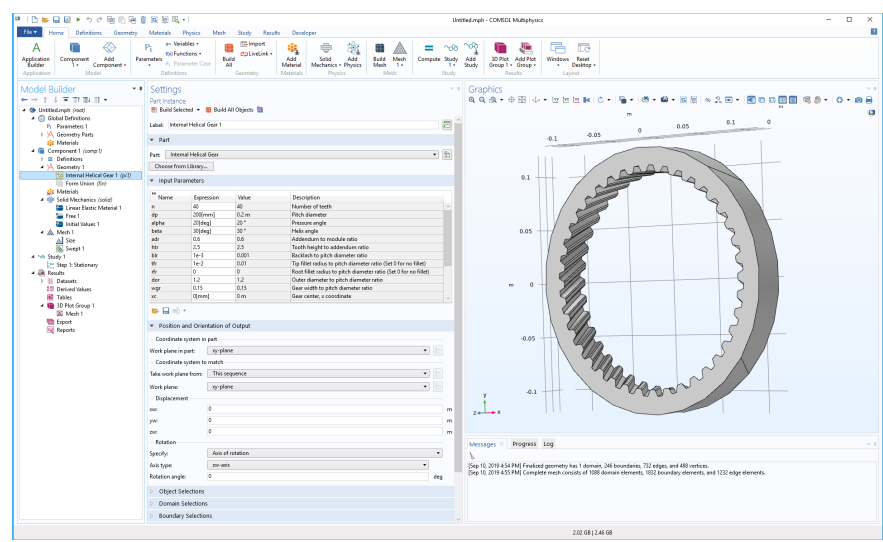 Untitled.mph - COMSOL Multiphysics
File Home Definitions Geometry Materials Physics Mesh Study Results Developer
Application Builder
Component 1
Add Component
Parameters
Variables
Functions
Parameter Case
Build All
Import
LiveLink
Add Material
Solid Mechanics
Add Physics
Build Mesh
Mesh 1
Compute
Study 1
Add Study
3D Plot Group 1
Add Plot Group
Windows
Reset Desktop
Application Model Definitions Geometry Materials Physics Mesh Study Results Layout
Model Builder
Untitled.mph (root)
Global Definitions
Parameters 1
Geometry Parts
Materials
Component 1 (comp1)
Definitions
Geometry 1
Internal Helical Gear 1 (pi1)
Form Union (fin)
Materials
Solid Mechanics (solid)
Linear Elastic Material 1
Free 1
Initial Values 1
Mesh 1
Size
Swept 1
Study 1
Step 1: Stationary
Results
Datasets
Derived Values
Tables
3D Plot Group 1
Mesh 1
Export
Reports
Settings
Part Instance
Build Selected Build All Objects
Label: Internal Helical Gear 1
Part
Part: Internal Helical Gear
Choose from Library...
Input Parameters
Name Expression Value Description
n 40 40 Number of teeth
dp 200[mm] 0.2 m Pitch diameter
alpha 20[deg] 20 ° Pressure angle
beta 30[deg] 30 ° Helix angle
adr 0.6 0.6 Addendum to module ratio
htr 2.5 2.5 Tooth height to addendum ratio
blr 1e-3 0.001 Backlash to pitch diameter ratio
tfr 1e-2 0.01 Tip fillet radius to pitch diameter ratio (Set 0 for no fillet)
rfr 0 0 Root fillet radius to pitch diameter ratio (Set 0 for no fillet)
dor 1.2 1.2 Outer diameter to pitch diameter ratio
wgr 0.15 0.15 Gear width to pitch diameter ratio
xc 0[mm] 0 m Gear center, x coordinate
Position and Orientation of Output
Coordinate system in part
Work plane in part: xy-plane
Coordinate system to match
Take work plane from: This sequence
Work plane: xy-plane
Displacement
xw: 0 m
yw: 0 m
zw: 0 m
Rotation
Specify: Axis of rotation
Axis type: zw-axis
Rotation angle: 0 deg
Object Selections
Domain Selections
Boundary Selections
Graphics
m
-0.1 -0.05 0 0.05 0.1 0
0.1
0.05
m 0
-0.05
-0.1
y
z x
Messages Progress Log
[Sep 10, 2019 4:54 PM] Finalized geometry has 1 domain, 246 boundaries, 732 edges, and 488 vertices.
[Sep 10, 2019 4:55 PM] Complete mesh consists of 1088 domain elements, 1832 boundary elements, and 1232 edge elements.
2.02 GB | 2.46 GB